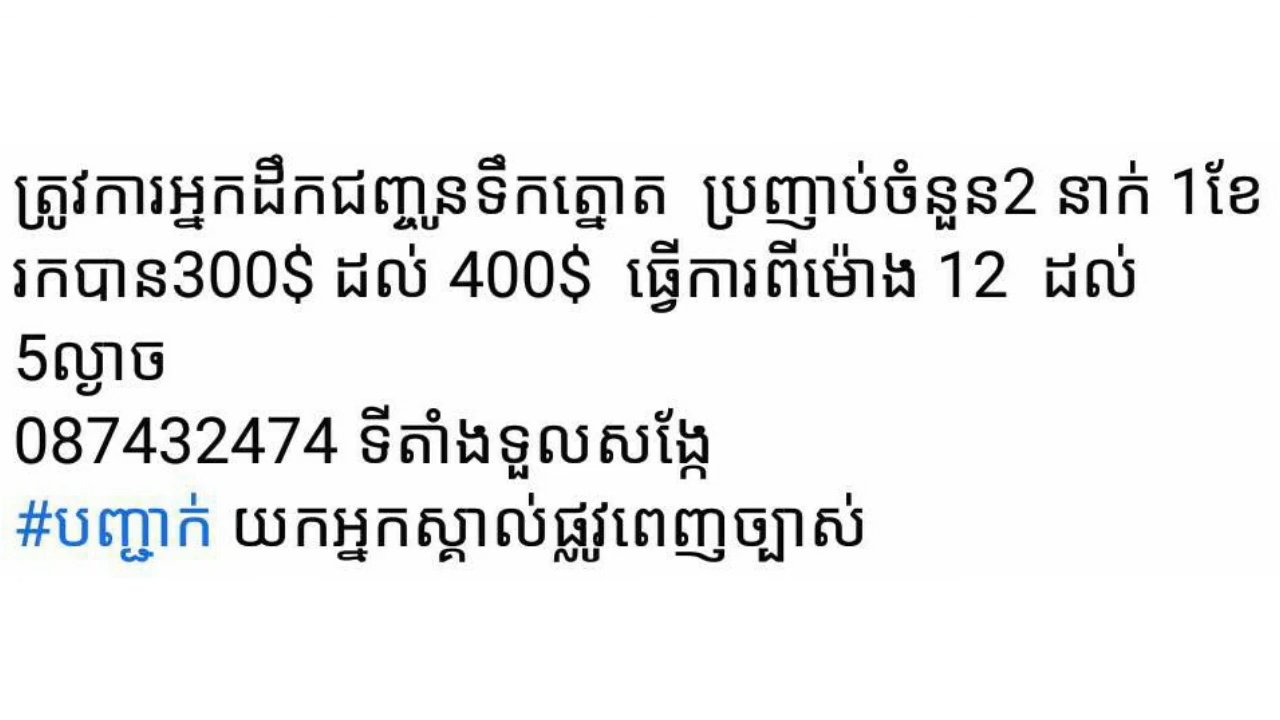 ត្រូវការអ្នកដឹកជញ្ចូនទឹកត្នោត ប្រញាប់ចំនួន2 នាក់ 1ខែ
រកបាន300$ ដល់ 400$ ធ្វើការពីម៉ោង 12 ដល់
5ល្ងាច
087432474 ទីតាំងទួលសង្កែ
#បញ្ជាក់ យកអ្នកស្គាល់ផ្លូវពេញច្បាស់